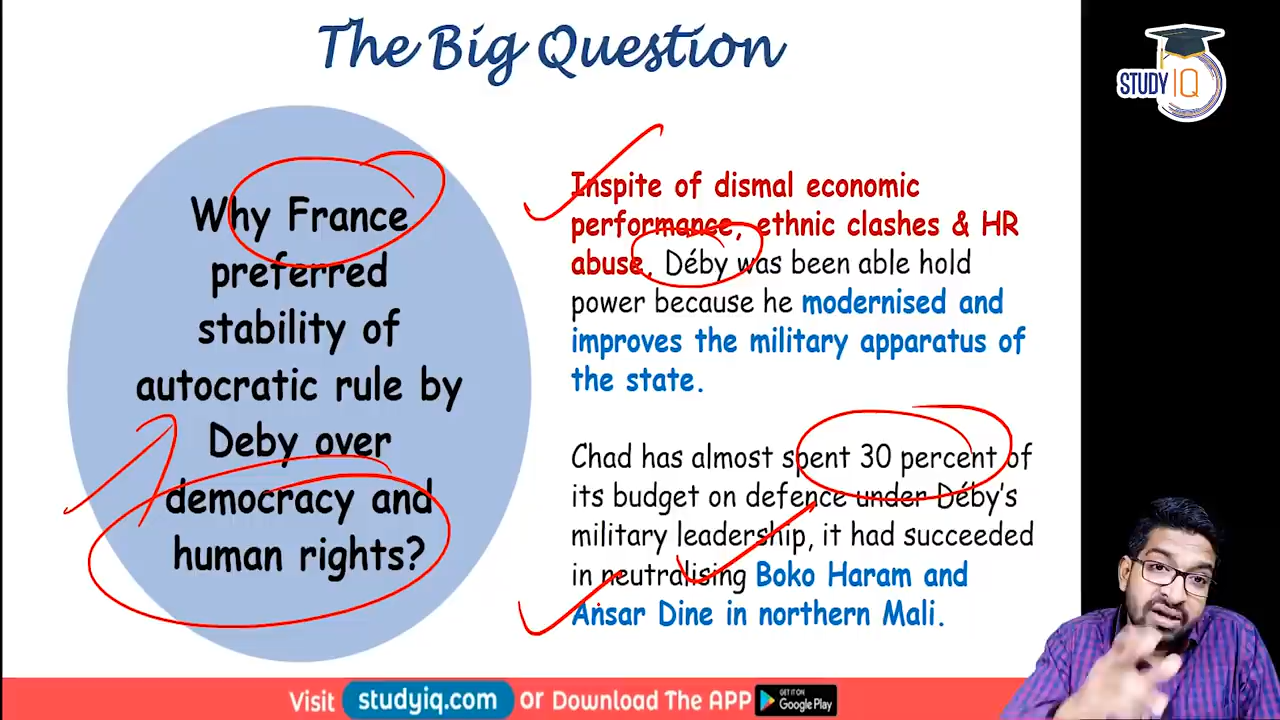 The Big Question
STUDY IQ
Why France
preferred
stability of
autocratic rule by
Deby over
democracy and
human rights?
Inspite of dismal economic
performance, ethnic clashes & HR
abuse, Déby was been able hold
power because he modernised and
improves the military apparatus of
the state.
Chad has almost spent 30 percent of
its budget on defence under Déby's
military leadership, it had succeeded
in neutralising Boko Haram and
Ansar Dine in northern Mali.
Visit studyiq.com or Download The APP GET IT ON Google Play